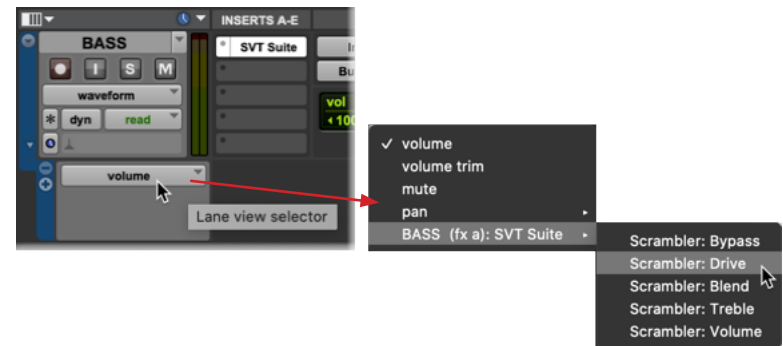 INSERTS A-E
BASS
SVT Suite
I S M
waveform
dyn read
vol
100
volume
Lane view selector
✓ volume
volume trim
mute
pan
BASS (fx a): SVT Suite
Scrambler: Bypass
Scrambler: Drive
Scrambler: Blend
Scrambler: Treble
Scrambler: Volume